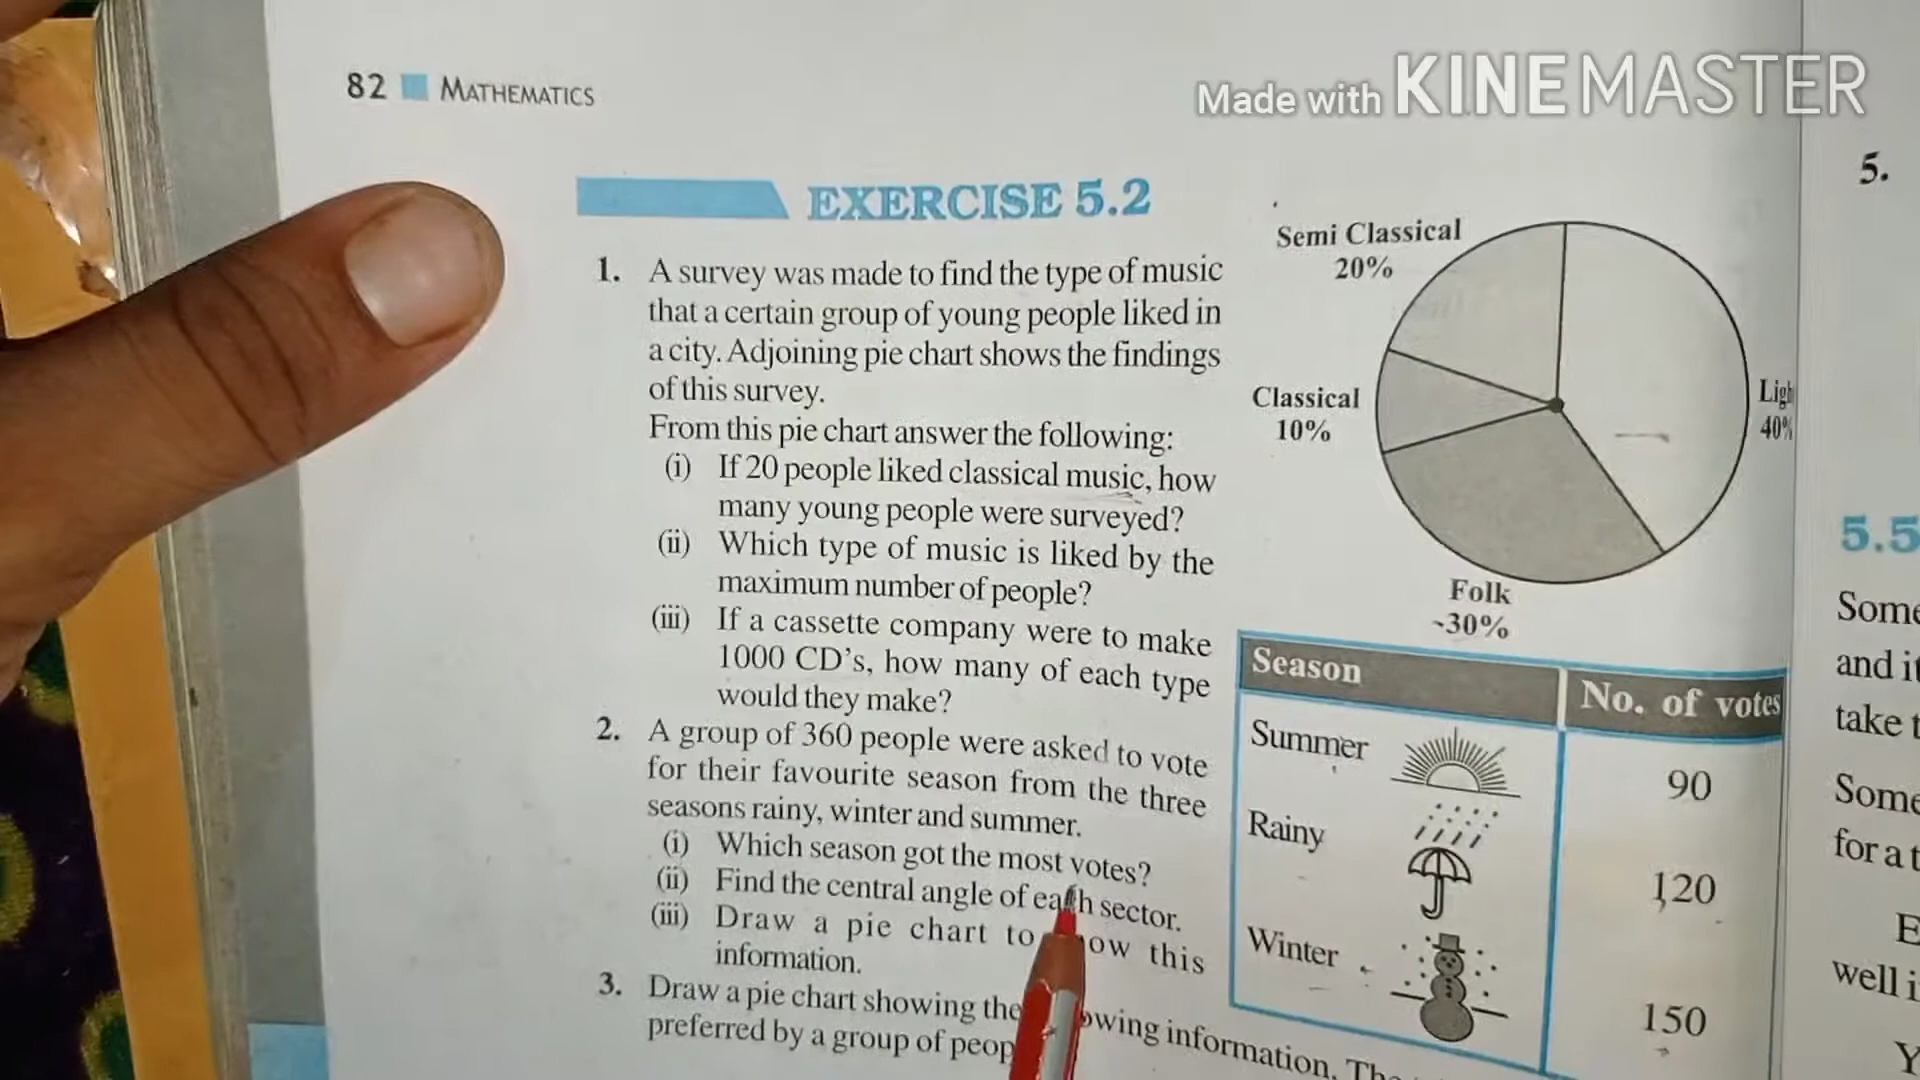 82 MATHEMATICS
Made with KINEMASTER
EXERCISE 5.2
1. A survey was made to find the type of music
that a certain group of young people liked in
a city. Adjoining pie chart shows the findings
of this survey.
From this pie chart answer the following:
(i) If 20 people liked classical music, how
many young people were surveyed?
(ii) Which type of music is liked by the
maximum number of people?
(iii) If a cassette company were to make
1000 CD's, how many of each type
would they make?
Semi Classical
20%
Classical
10%
Ligh
40%
Folk
30%
2. A group of 360 people were asked to vote
for their favourite season from the three
seasons rainy, winter and summer.
(i) Which season got the most votes?
(ii) Find the central angle of each sector.
(iii) Draw a pie chart to ow this
information.
Season No. of votes
Summer 90
Rainy 120
Winter 150
3. Draw a pie chart showing the owing information. The
preferred by a group of peop
5.
5.5
Some
and it
take t
Some
for a t
E
well i
Y